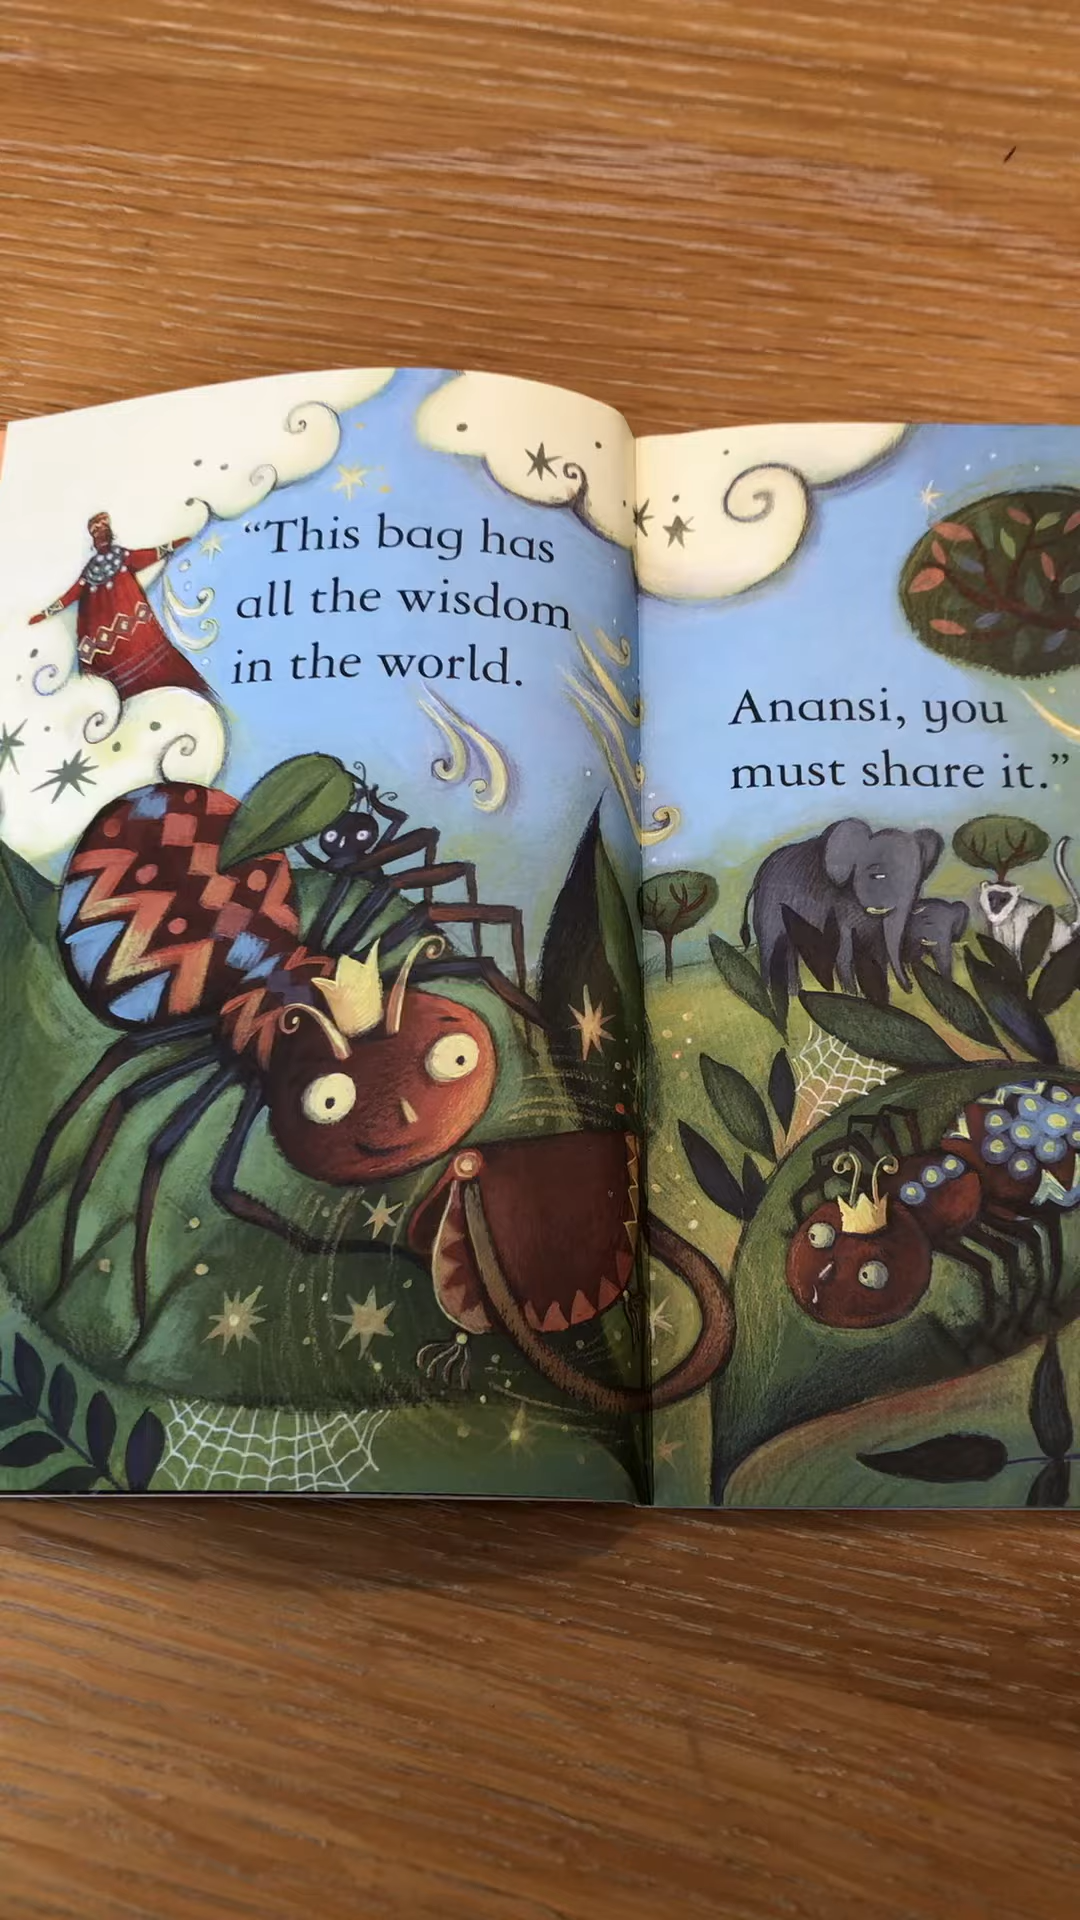 “This bag has
all the wisdom
in the world.
Anansi, you
must share it.”